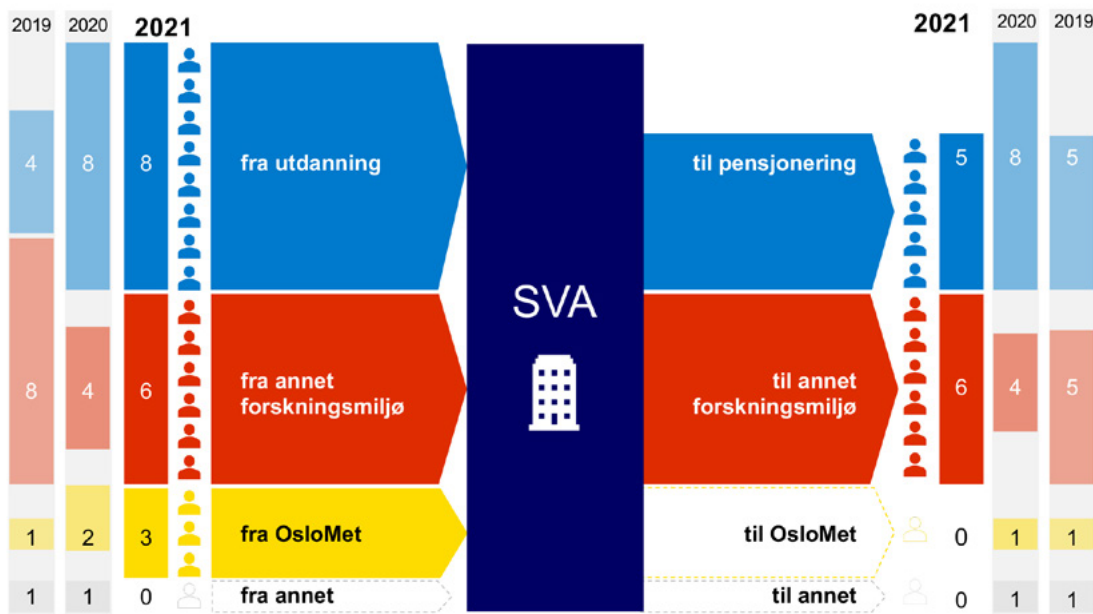 2019 2020 2021 2021 2020 2019
4 8 8 fra utdanning til pensjonering 5 8 5
SVA
8 4 6 fra annet
forskningsmiljø
til annet
forskningsmiljø 6 4 5
1 2 3 fra OsloMet til OsloMet 0 1 1
1 1 0 fra annet til annet 0 1 1